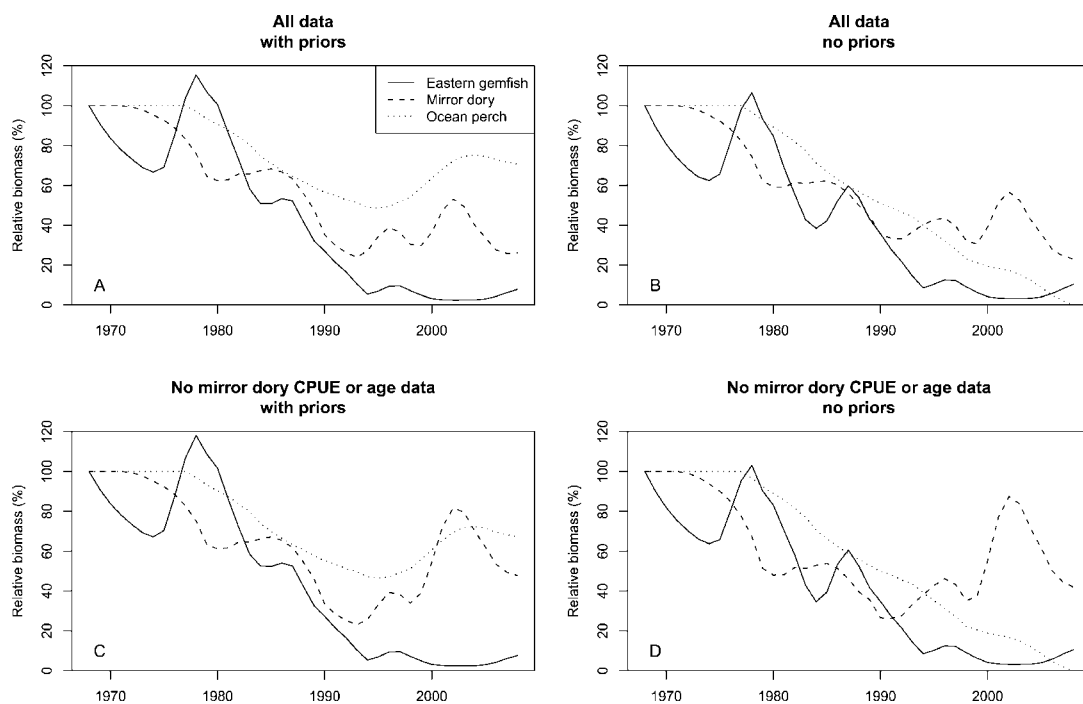 All data
with priors
Relative biomass (%)
120
100
80
60
40
20
0
Eastern gemfish
Mirror dory
Ocean perch
A
1970
1980
1990
2000
All data
no priors
Relative biomass (%)
120
100
80
60
40
20
0
B
1970
1980
1990
2000
No mirror dory CPUE or age data
with priors
Relative biomass (%)
120
100
80
60
40
20
0
C
1970
1980
1990
2000
No mirror dory CPUE or age data
no priors
Relative biomass (%)
120
100
80
60
40
20
0
D
1970
1980
1990
2000